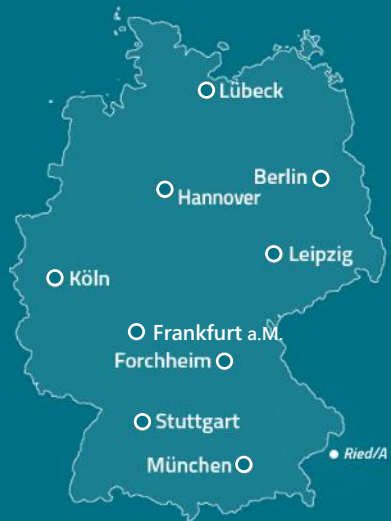 Lübeck
Berlin
Hannover
Leipzig
Köln
Frankfurt a.M.
Forchheim
Stuttgart
Ried/A
München